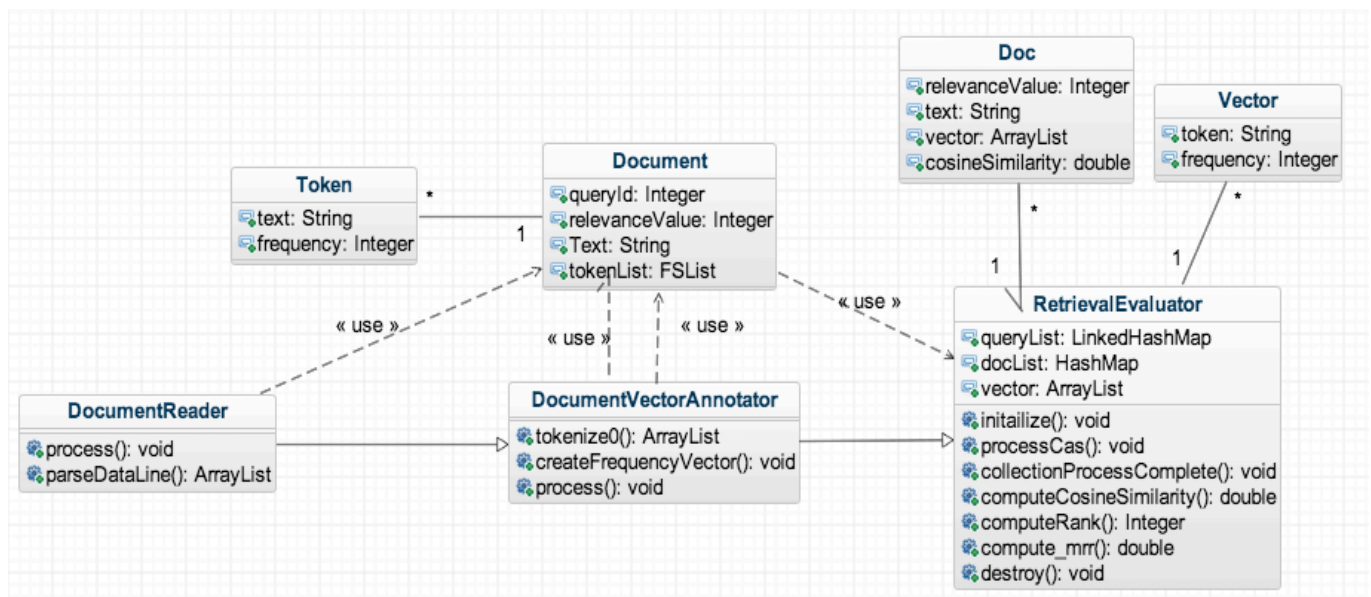 Doc
relevanceValue: Integer
text: String
vector: ArrayList
cosineSimilarity: double
Vector
token: String
frequency: Integer
Document
queryId: Integer
relevanceValue: Integer
Text: String
tokenList: FSList
Token
text: String
frequency: Integer
*
1
*
1
*
1
« use »
« use »
« use »
« use »
RetrievalEvaluator
queryList: LinkedHashMap
docList: HashMap
vector: ArrayList
initailize(): void
processCas(): void
collectionProcessComplete(): void
computeCosineSimilarity(): double
computeRank(): Integer
compute_mrr(): double
destroy(): void
DocumentReader
process(): void
parseDataLine(): ArrayList
DocumentVectorAnnotator
tokenize0(): ArrayList
createFrequencyVector(): void
process(): void